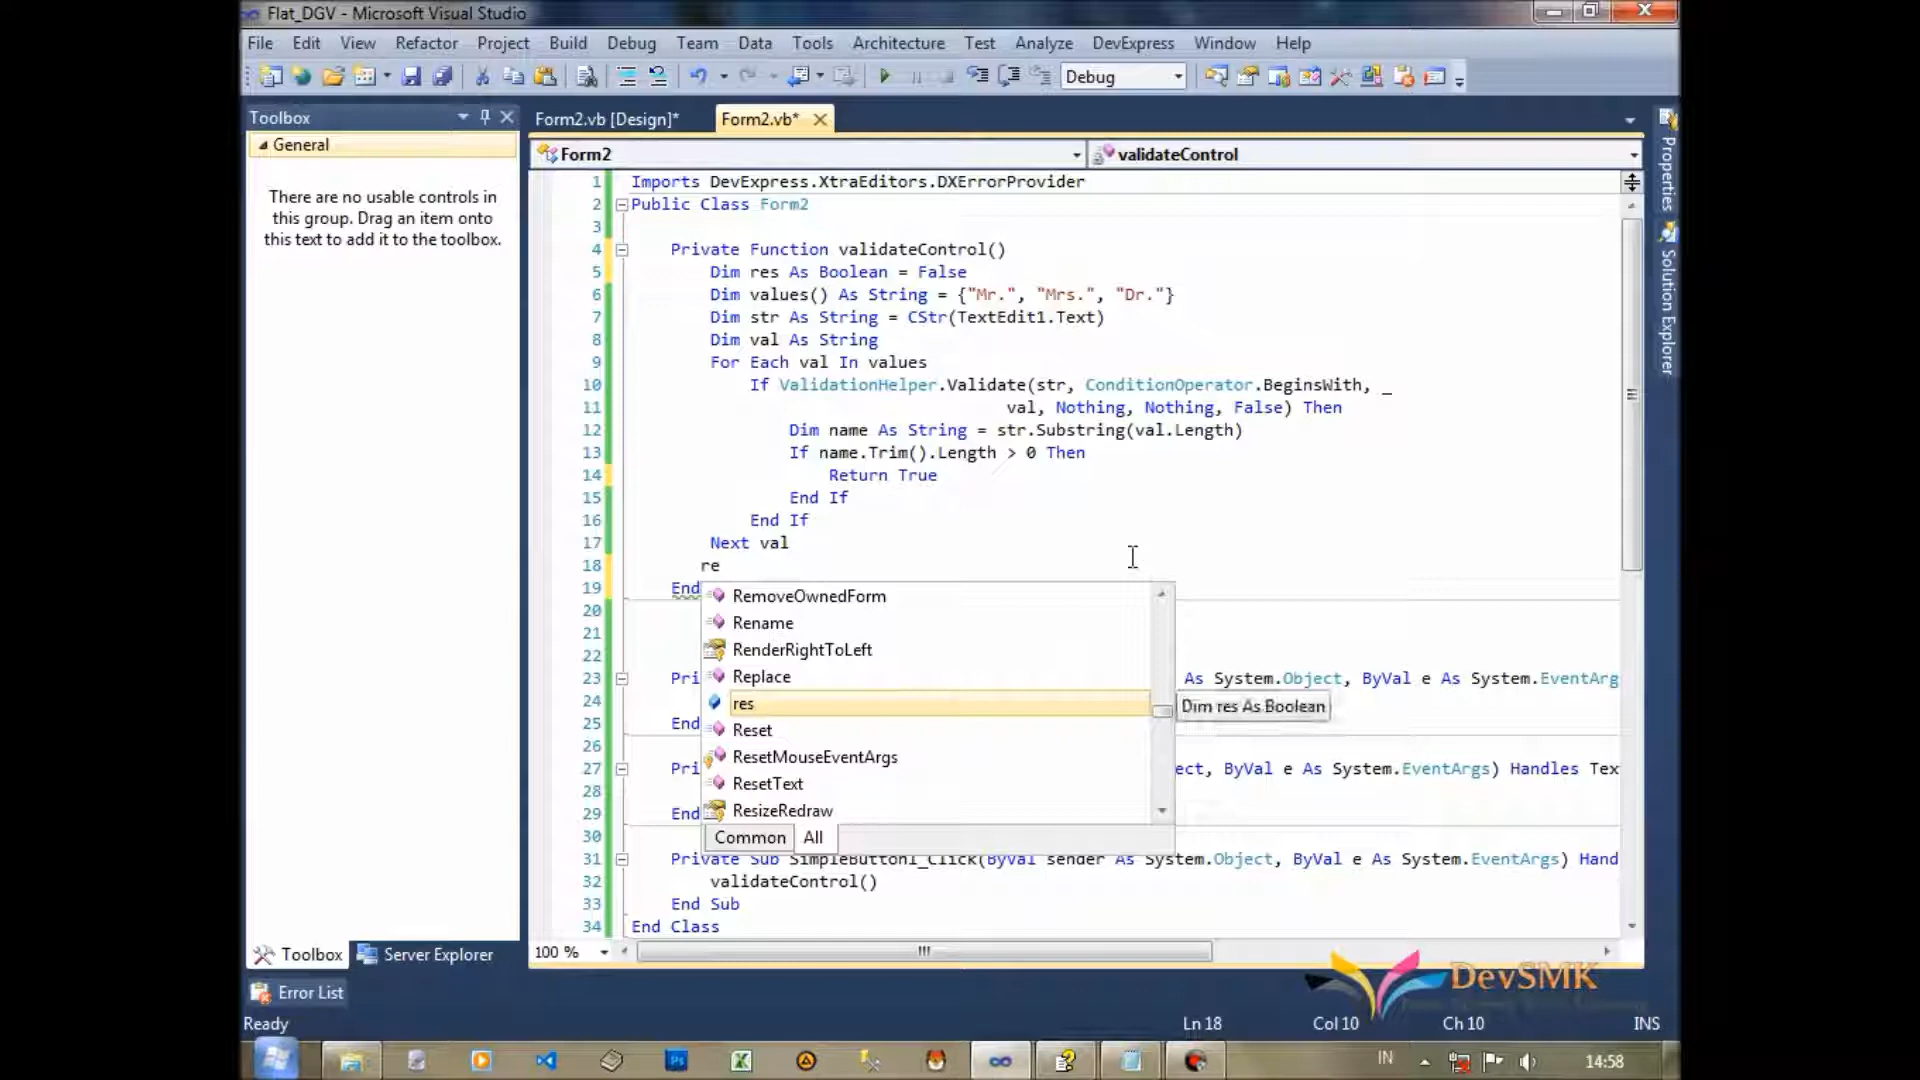 Flat_DGV - Microsoft Visual Studio
File Edit View Refactor Project Build Debug Team Data Tools Architecture Test Analyze DevExpress Window Help
Debug
Toolbox
Form2.vb [Design]* Form2.vb*
General
Form2 validateControl
There are no usable controls in
this group. Drag an item onto
this text to add it to the toolbox.
Properties
Solution Explorer
1 Imports DevExpress.XtraEditors.DXErrorProvider
2 Public Class Form2
3
4 Private Function validateControl()
5 Dim res As Boolean = False
6 Dim values() As String = {"Mr.", "Mrs.", "Dr."}
7 Dim str As String = CStr(TextEdit1.Text)
8 Dim val As String
9 For Each val In values
10 If ValidationHelper.Validate(str, ConditionOperator.BeginsWith, _
11 val, Nothing, Nothing, False) Then
12 Dim name As String = str.Substring(val.Length)
13 If name.Trim().Length > 0 Then
14 Return True
15 End If
16 End If
17 Next val
18 re
19 End
RemoveOwnedForm
20
Rename
21
RenderRightToLeft
22
Replace
23 Pri As System.Object, ByVal e As System.EventArg
res Dim res As Boolean
24
Reset
25 End
26
ResetMouseEventArgs
27 Pri ect, ByVal e As System.EventArgs) Handles Tex
ResetText
28
ResizeRedraw
29 End
Common All
30
31 Private Sub SimpleButton1_Click(ByVal sender As System.Object, ByVal e As System.EventArgs) Hand
32 validateControl()
33 End Sub
34 End Class
100 %
Toolbox Server Explorer
DevSMK
Error List
Ready Ln 18 Col 10 Ch 10 INS
IN 14:58